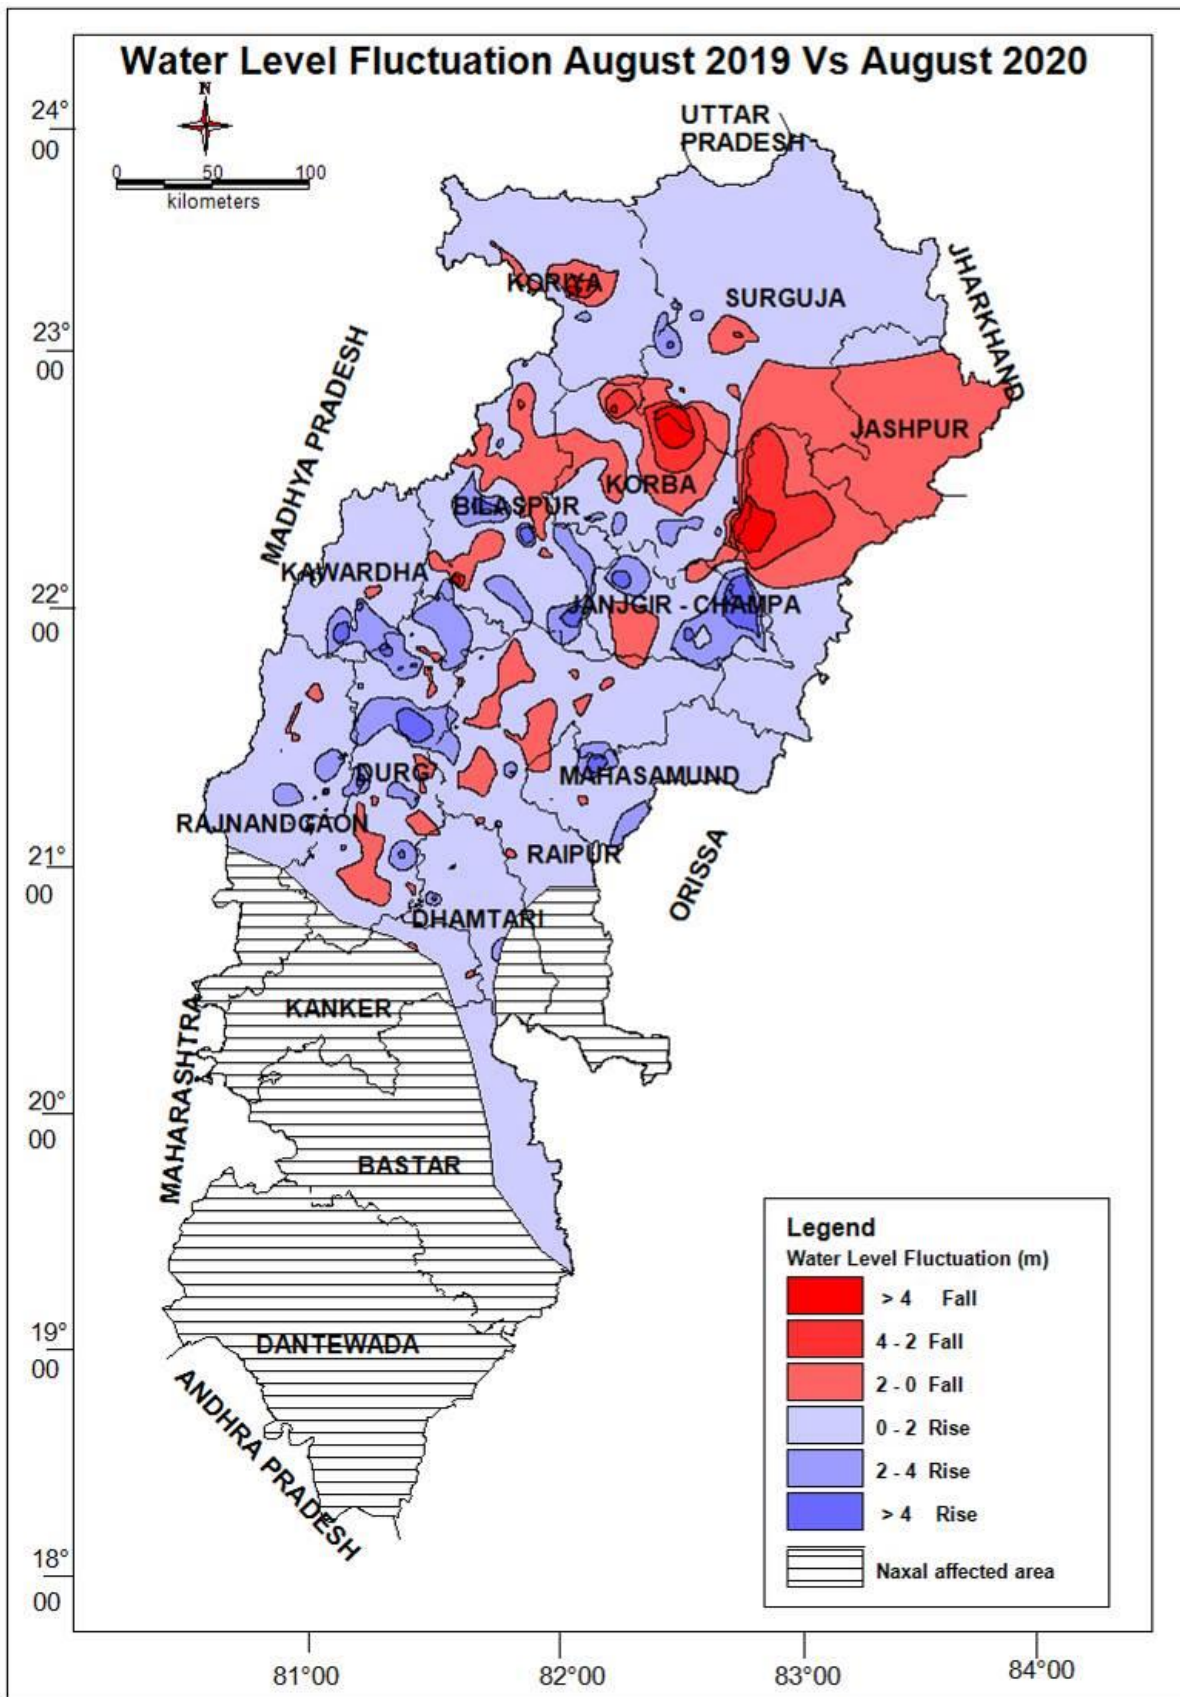 Water Level Fluctuation August 2019 Vs August 2020
N
0 50 100
kilometers
24°
00
23°
00
22°
00
21°
00
20°
00
19°
00
18°
00
UTTAR
PRADESH
JHARKHAND
MADHYA PRADESH
ORISSA
MAHARASHTRA
ANDHRA PRADESH
KORIYA
SURGUJA
JASHPUR
KORBA
BILASPUR
KAWARDHA
JANJGIR - CHAMPA
DURG
MAHASAMUND
RAJNANDGAON
RAIPUR
DHAMTARI
KANKER
BASTAR
DANTEWADA
Legend
Water Level Fluctuation (m)
> 4 Fall
4 - 2 Fall
2 - 0 Fall
0 - 2 Rise
2 - 4 Rise
> 4 Rise
Naxal affected area
81°00 82°00 83°00 84°00